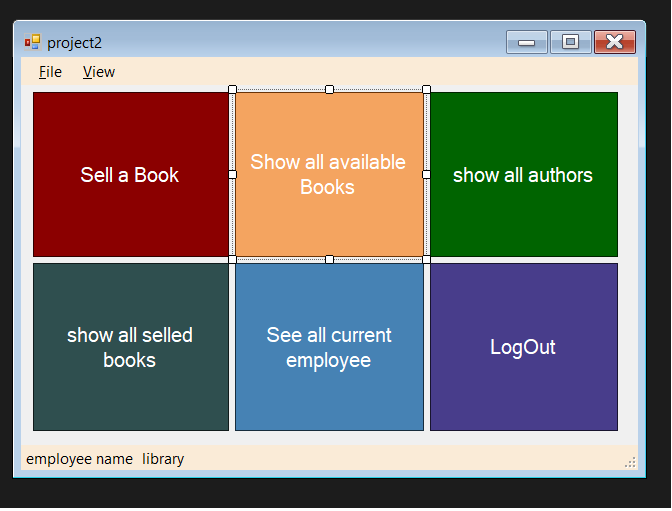 project2
File View
Sell a Book
Show all available
Books
show all authors
show all selled
books
See all current
employee
LogOut
employee name library